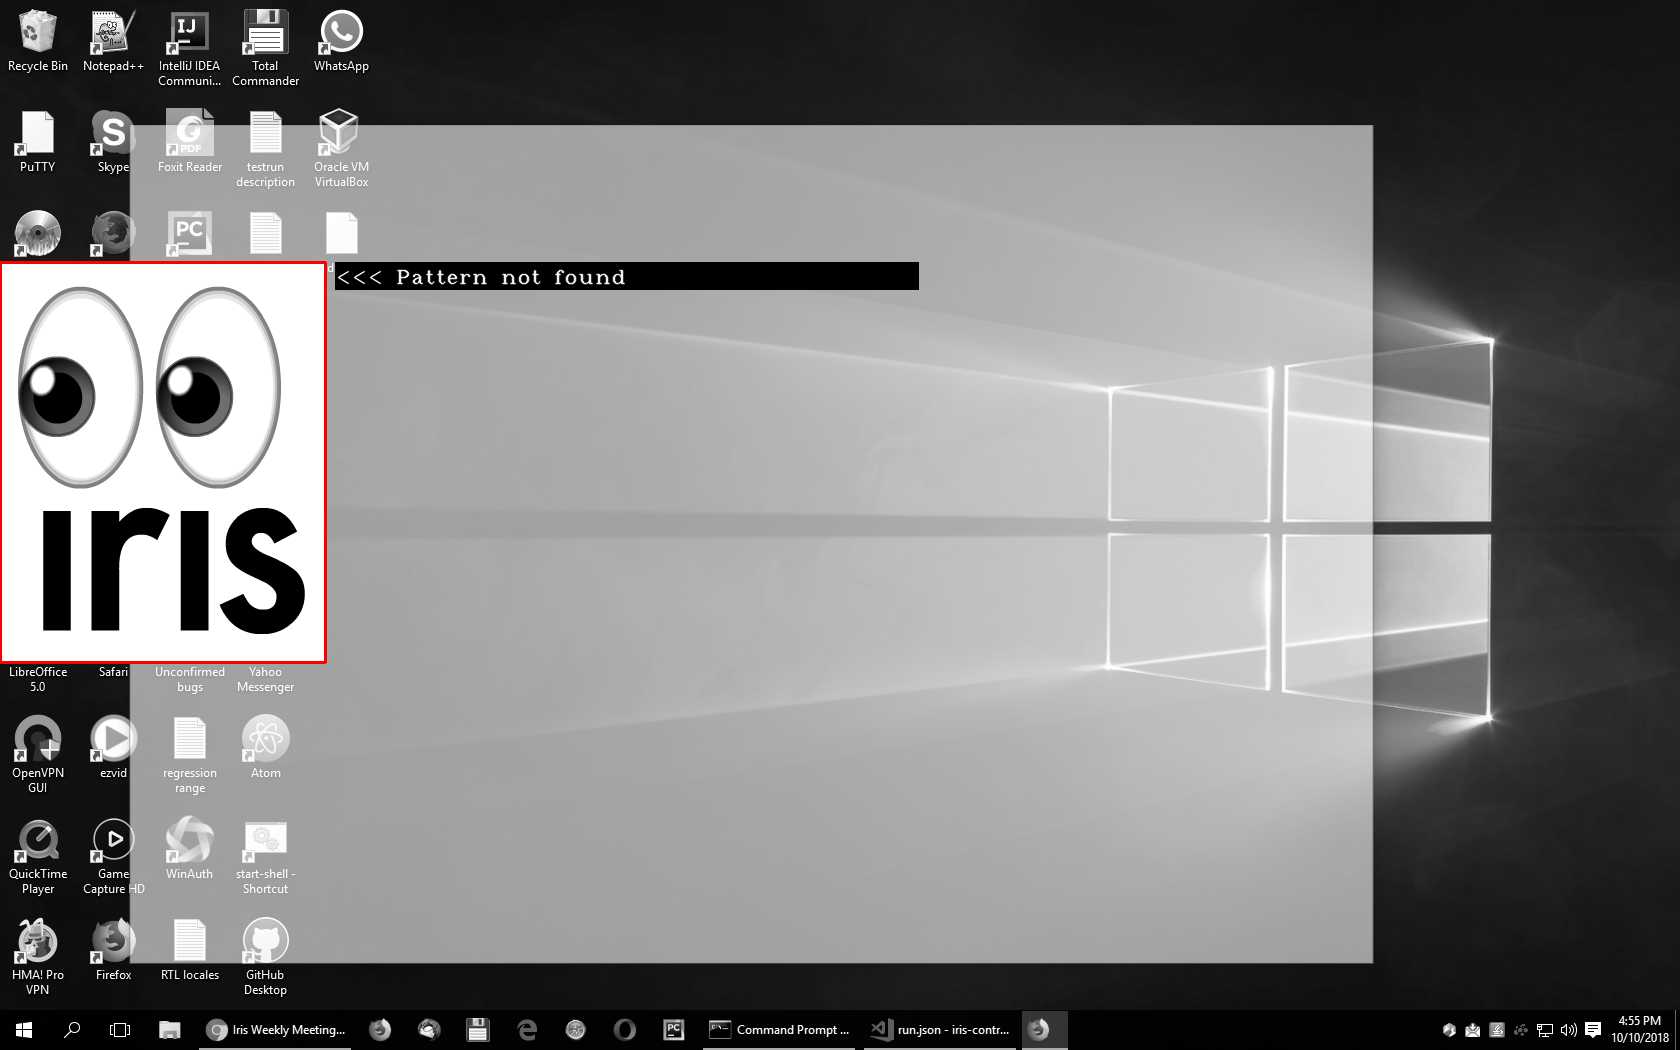 Recycle Bin
Notepad++
IntelliJ IDEA
Communi...
Total
Commander
WhatsApp
PuTTY
Skype
Foxit Reader
PDF
testrun
description
Oracle VM
VirtualBox
PC
<<< Pattern not found
iris
LibreOffice
5.0
Safari
Unconfirmed
bugs
Yahoo
Messenger
OpenVPN
GUI
ezvid
regression
range
Atom
QuickTime
Player
Game
Capture HD
WinAuth
start-shell -
Shortcut
HMA! Pro
VPN
Firefox
RTL locales
GitHub
Desktop
Iris Weekly Meeting...
PC
Command Prompt ...
run.json - iris-contr...
4:55 PM
10/10/2018